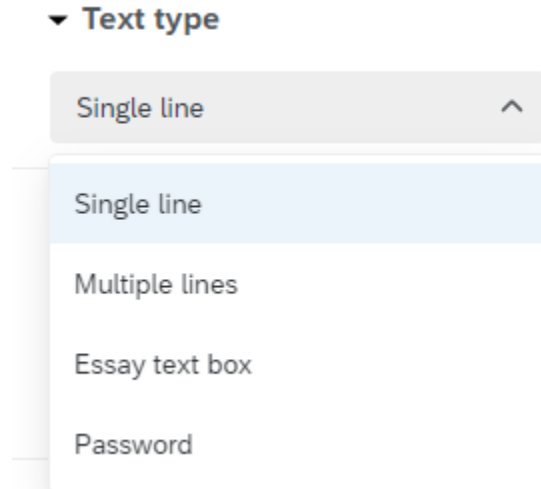 Text type
Single line
Single line
Multiple lines
Essay text box
Password